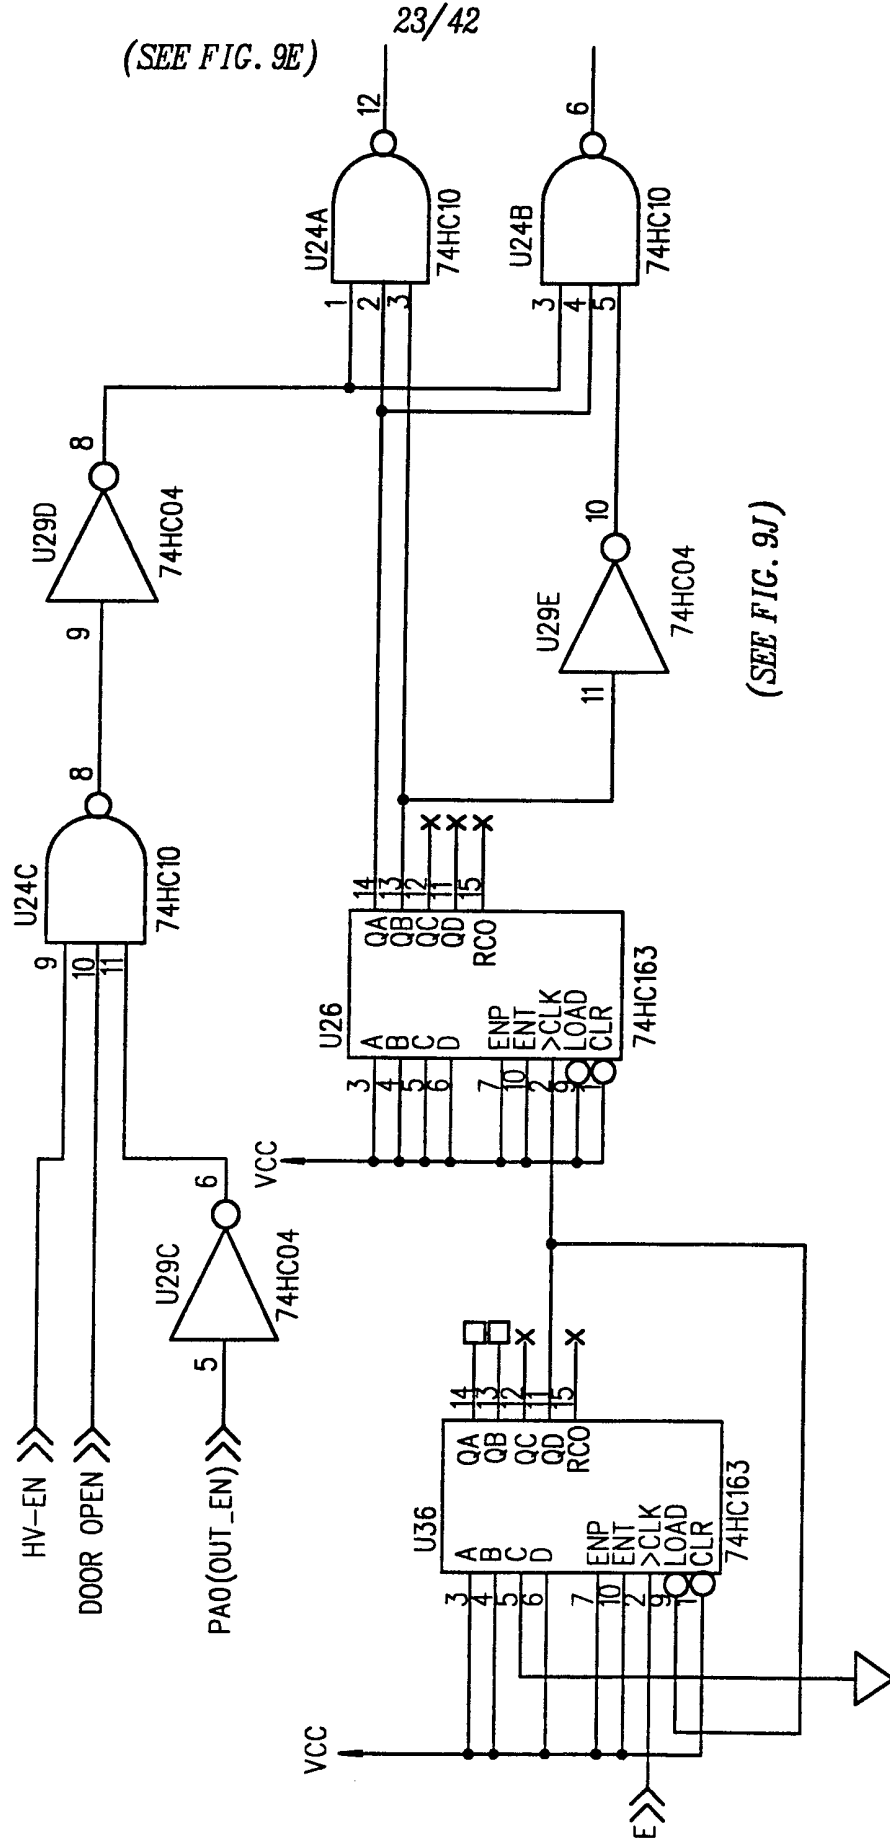 23/42
(SEE FIG. 9E)
12
6
U24A
74HC10
U24B
74HC10
1
2
3
3
4
5
8
U29D
74HC04
9
10
U29E
74HC04
11
(SEE FIG. 9J)
8
U24C
74HC10
9
10
11
14
13
12
11
15
QA
QB
QC
QD
RCO
U26
74HC163
A
B
C
D
ENP
ENT
>CLK
LOAD
CLR
3
4
5
6
7
10
2
9
1
VCC
6
U29C
74HC04
5
HV-EN
DOOR OPEN
PA0(OUT_EN)
14
13
12
11
15
QA
QB
QC
QD
RCO
U36
74HC163
A
B
C
D
ENP
ENT
>CLK
LOAD
CLR
3
4
5
6
7
10
2
9
1
VCC
E